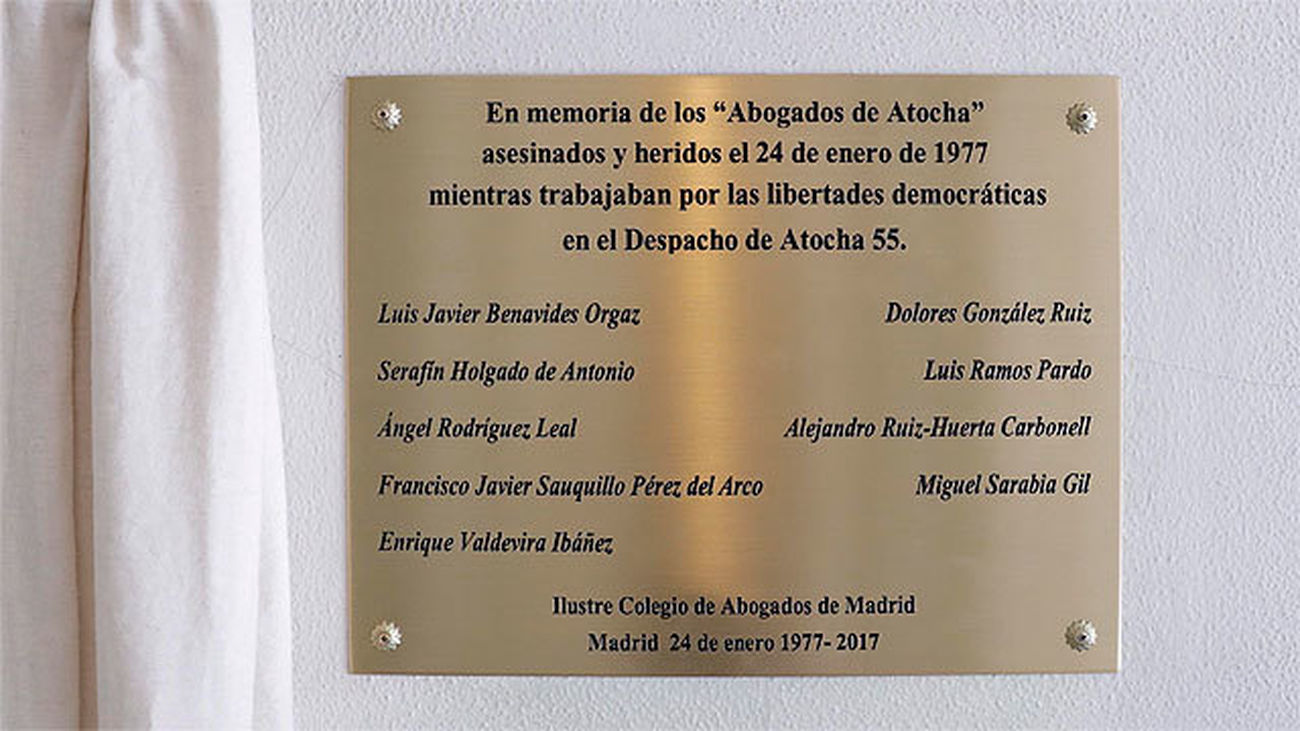 En memoria de los “Abogados de Atocha”
asesinados y heridos el 24 de enero de 1977
mientras trabajaban por las libertades democráticas
en el Despacho de Atocha 55.
Luis Javier Benavides Orgaz
Dolores González Ruiz
Serafín Holgado de Antonio
Luis Ramos Pardo
Ángel Rodríguez Leal
Alejandro Ruiz-Huerta Carbonell
Francisco Javier Sauquillo Pérez del Arco
Miguel Sarabia Gil
Enrique Valdevira Ibáñez
Ilustre Colegio de Abogados de Madrid
Madrid 24 de enero 1977- 2017